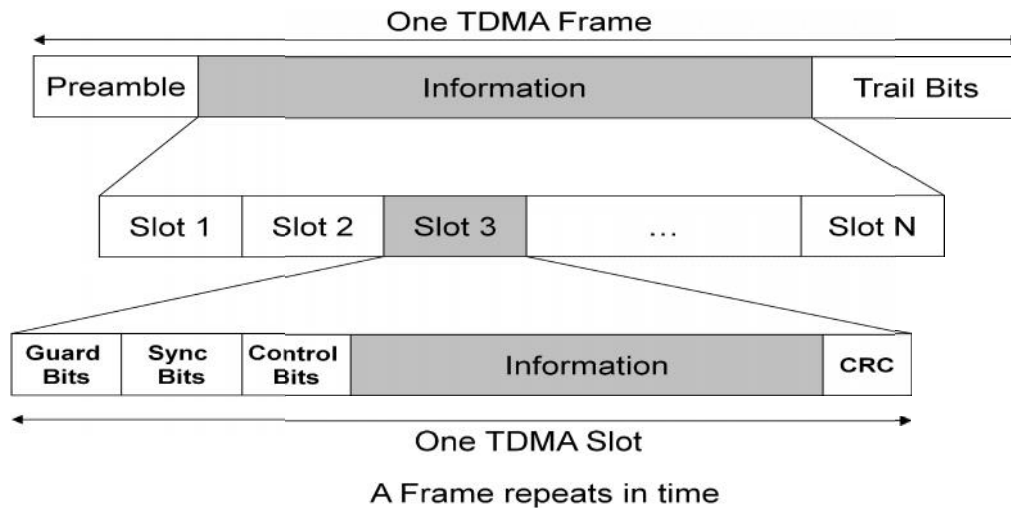 One TDMA Frame
Preamble Information Trail Bits
Slot 1 Slot 2 Slot 3 ... Slot N
Guard Sync Control
Bits Bits Bits Information CRC
One TDMA Slot
A Frame repeats in time